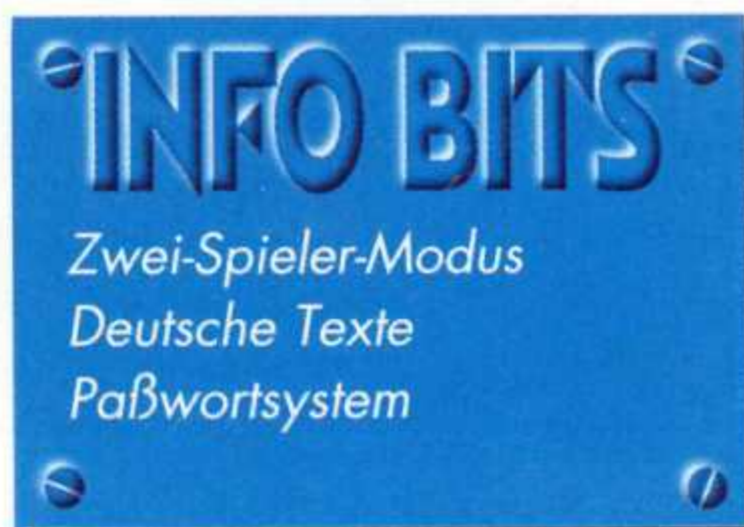 INFO BITS
Zwei-Spieler-Modus
Deutsche Texte
Paßwortsystem